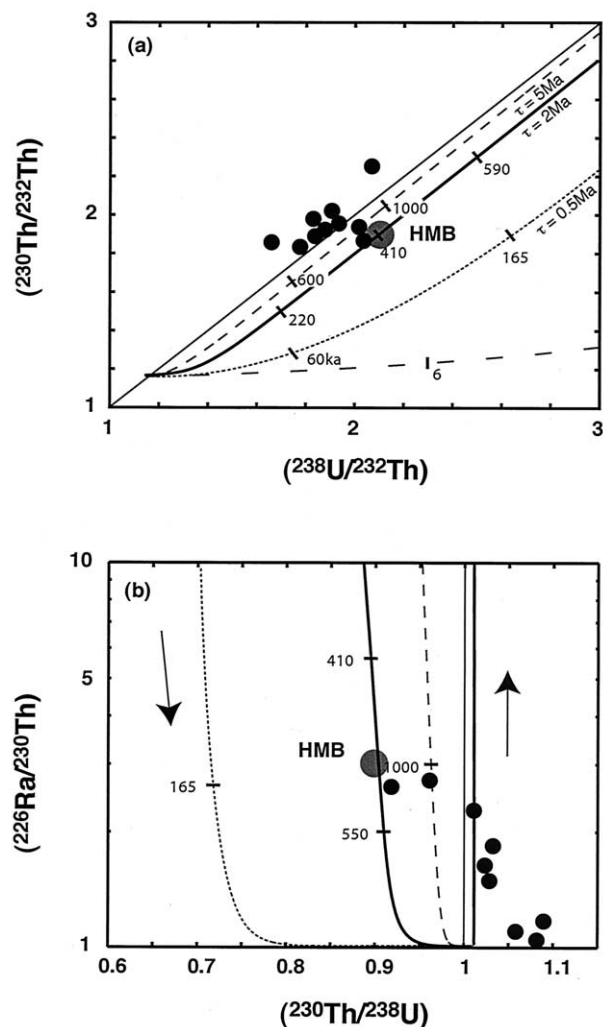 3
(a)
τ = 5Ma
τ = 2Ma
590
1000
2
HMB
410
τ = 0.5Ma
600
165
220
60ka
6
1
1
2
3
(²³⁰Th/²³²Th)
(²³⁸U/²³²Th)
10
(b)
5
410
HMB
1000
165
550
1
0.6
0.7
0.8
0.9
1
1.1
(²²⁶Ra/²³⁰Th)
(²³⁰Th/²³⁸U)